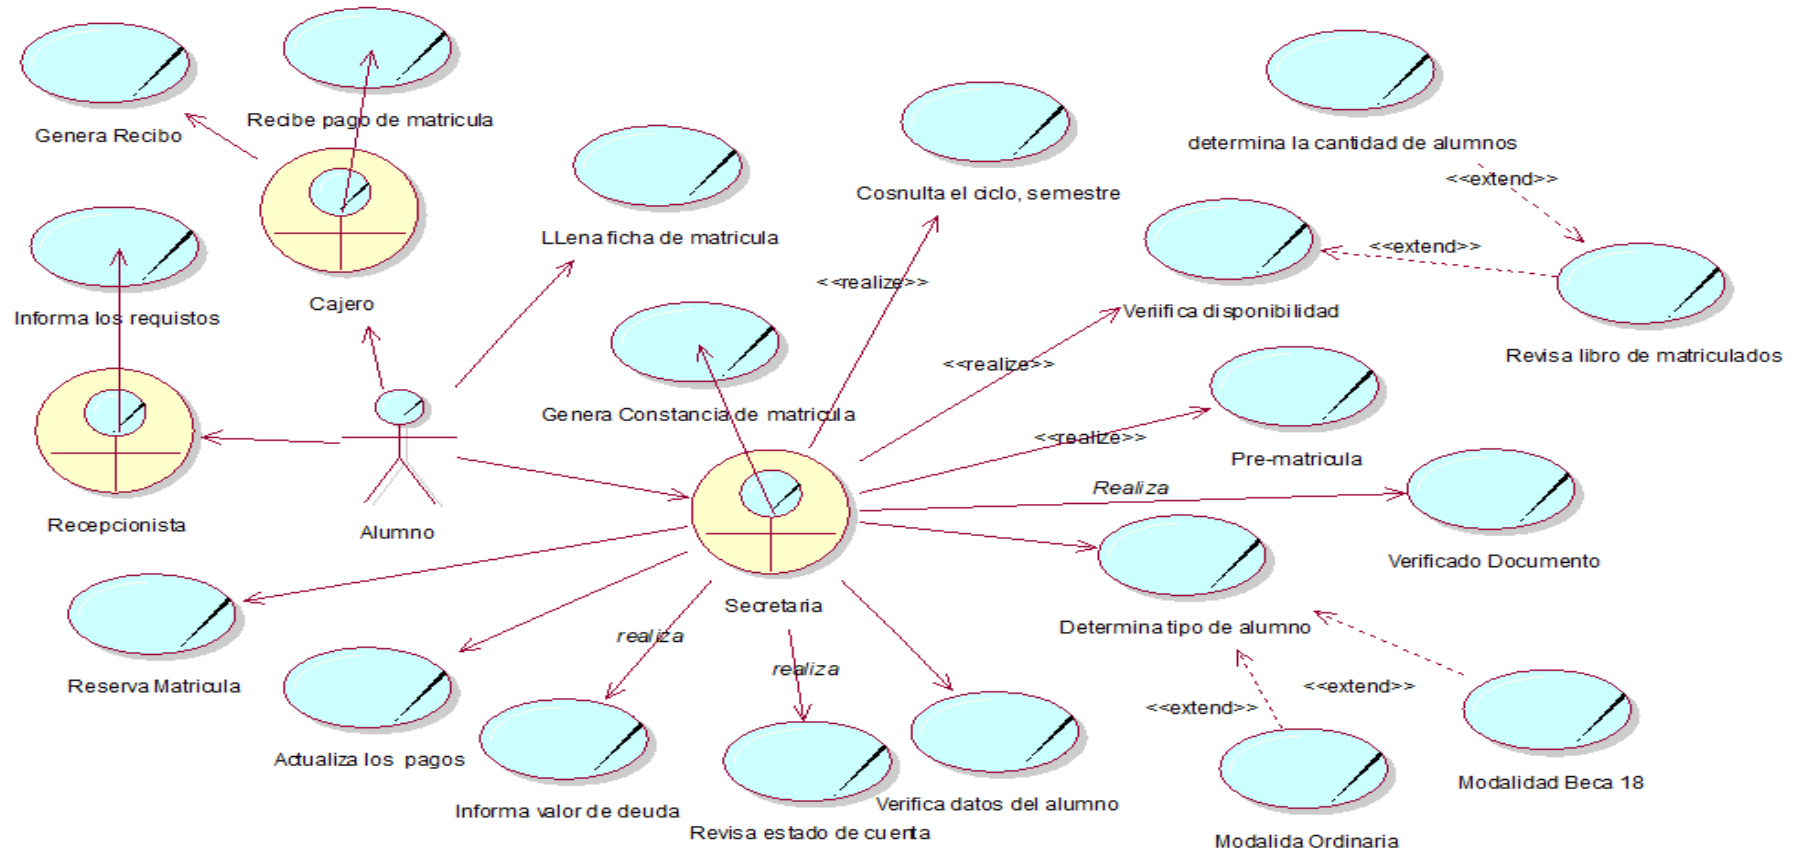 Genera Recibo
Recibe pago de matricula
determina la cantidad de alumnos
<<extend>>
Cosnulta el ciclo, semestre
LLena ficha de matricula
<<extend>>
<<realize>>
Cajero
Informa los requistos
Veriifica disponibilidad
Revisa libro de matriculados
<<realize>>
Genera Constancia de matricula
<<realize>>
Pre-matricula
Realiza
Recepcionista
Alumno
Verificado Documento
Secretaria
Determina tipo de alumno
realiza
realiza
Reserva Matricula
<<extend>>
<<extend>>
Actualiza los pagos
Modalidad Beca 18
Informa valor de deuda
Verifica datos del alumno
Revisa estado de cuenta
Modalida Ordinaria